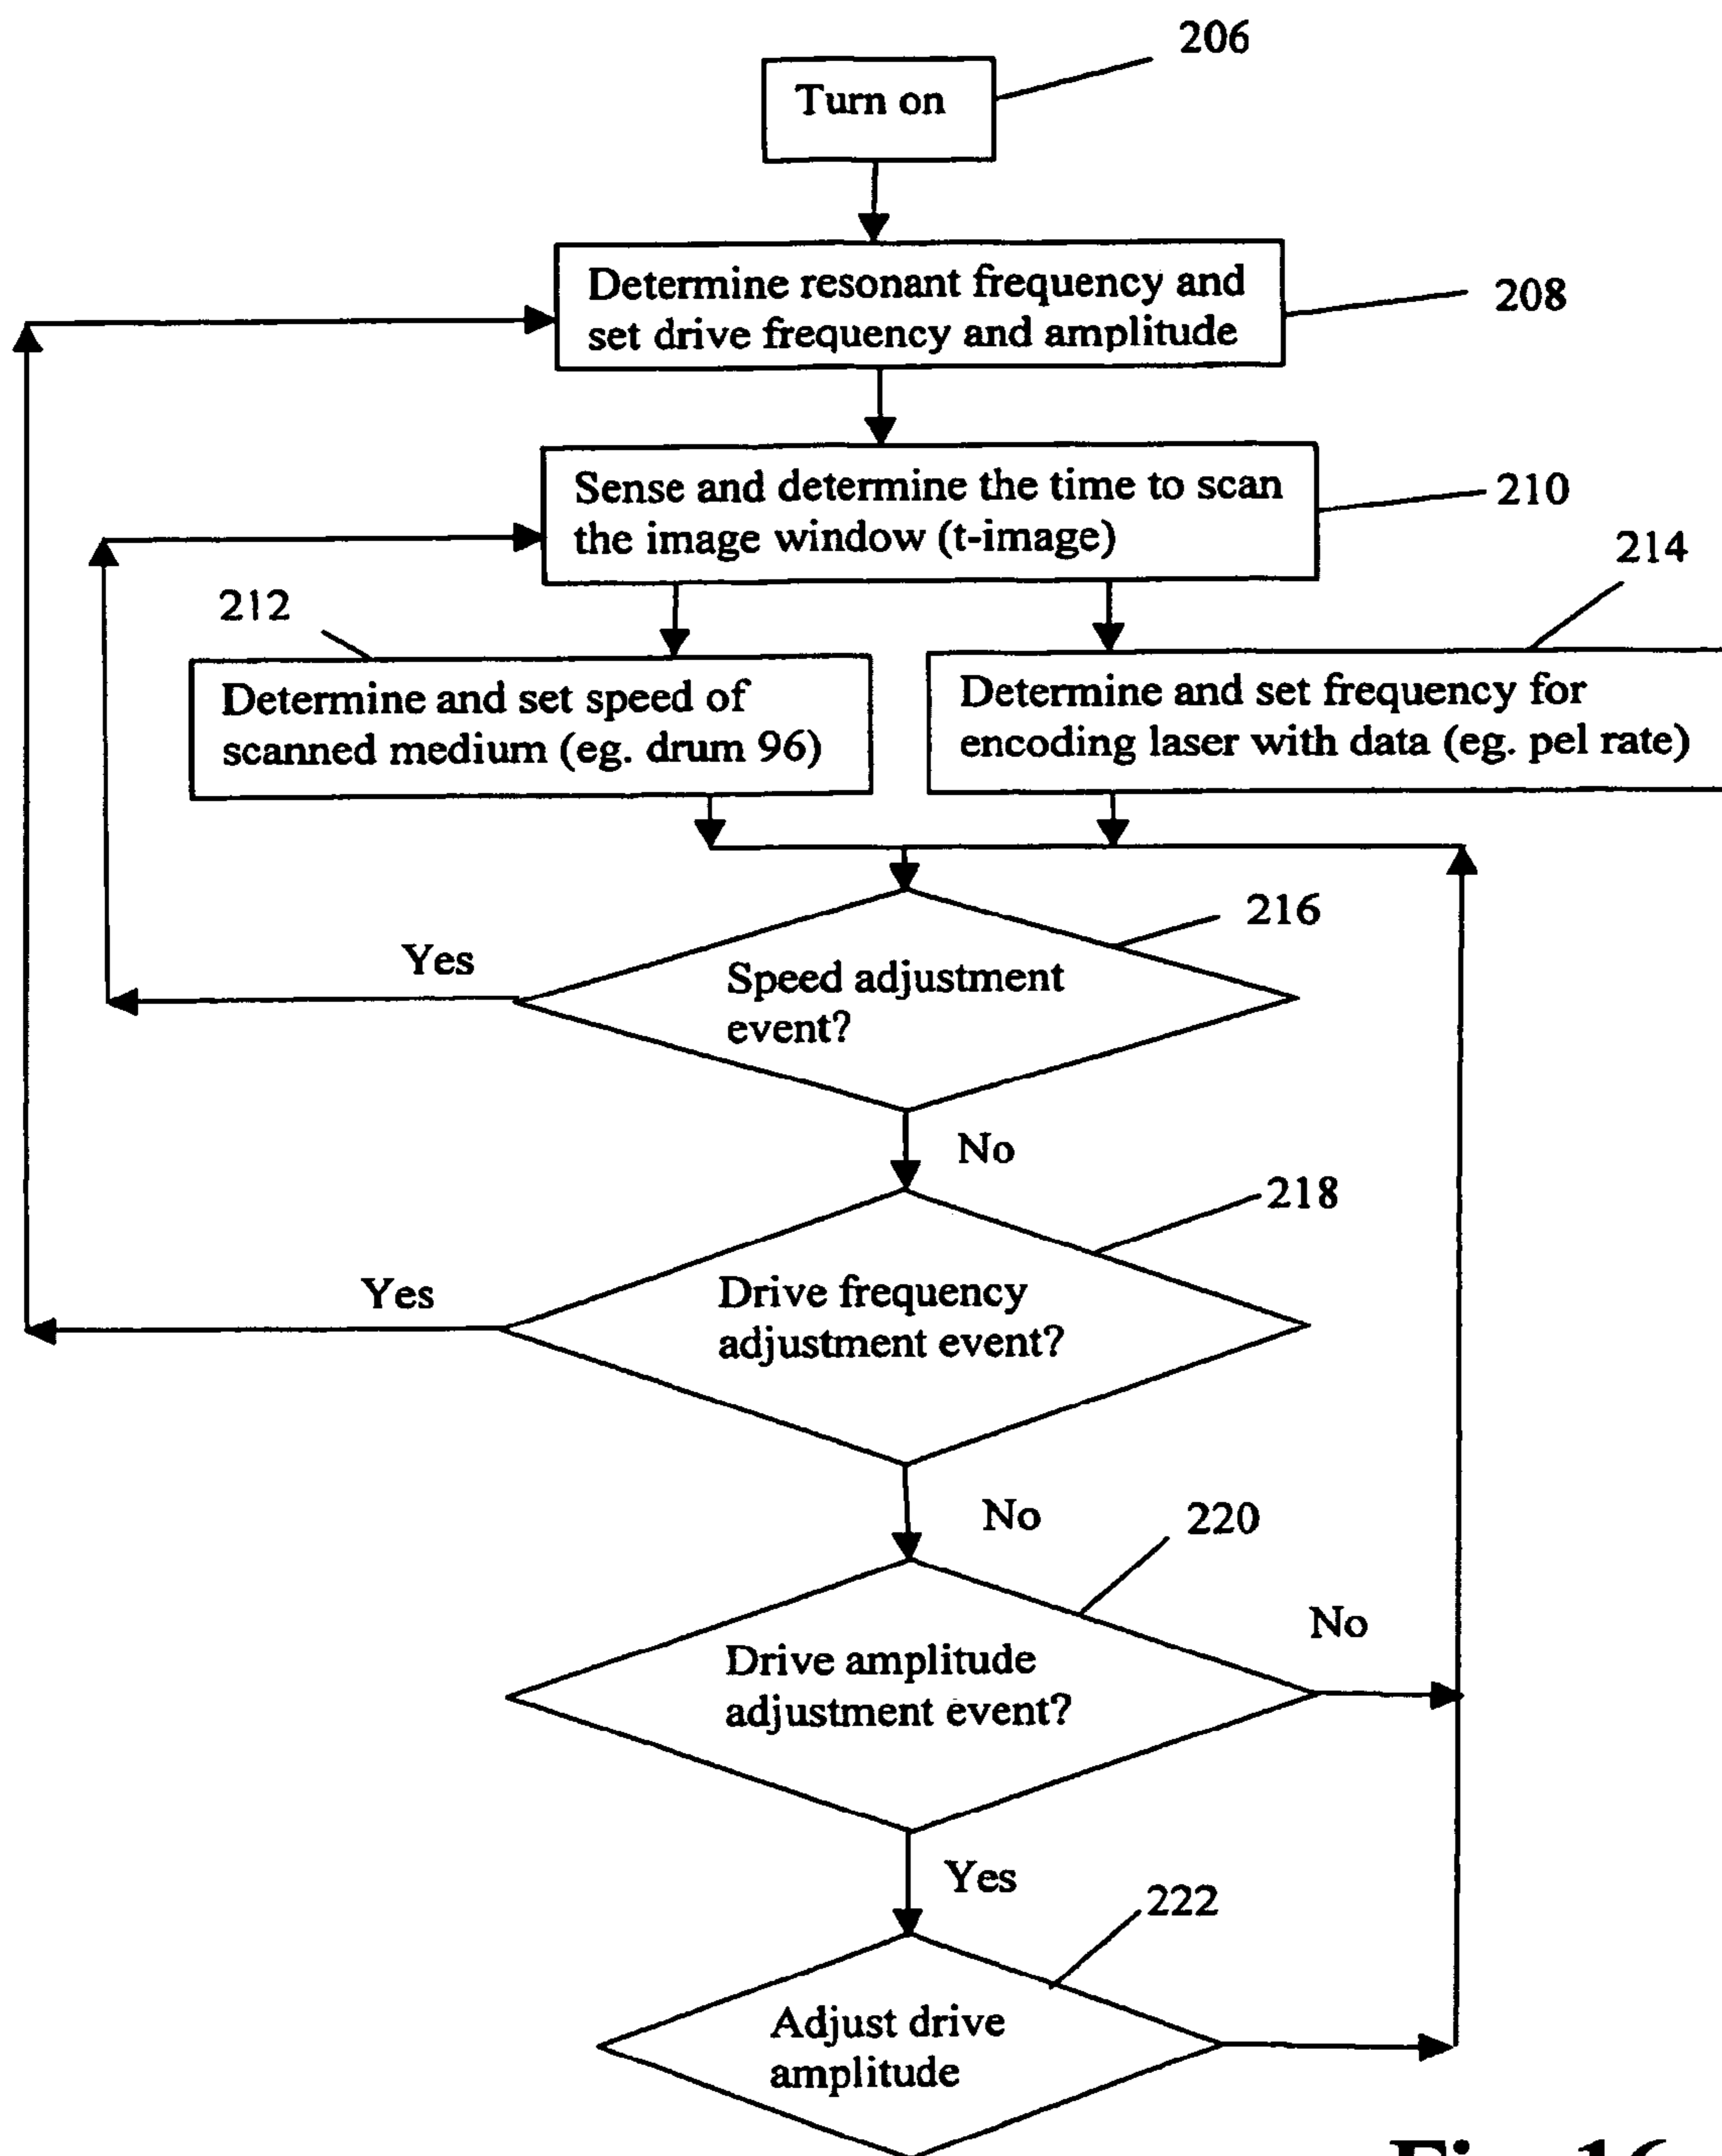 206
Turn on
Determine resonant frequency and
set drive frequency and amplitude
208
Sense and determine the time to scan
the image window (t-image)
210
212
214
Determine and set speed of
scanned medium (eg. drum 96)
Determine and set frequency for
encoding laser with data (eg. pel rate)
216
Yes
Speed adjustment
event?
No
218
Yes
Drive frequency
adjustment event?
No
220
No
Drive amplitude
adjustment event?
Yes
222
Adjust drive
amplitude